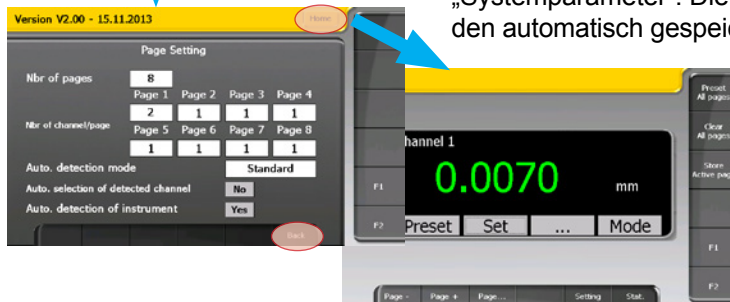 „Systemparameter“. Die
den automatisch gespei
Version V2.00 - 15.11.2013
Home
Page Setting
Nbr of pages 8
Page 1 Page 2 Page 3 Page 4
2 1 1 1
Nbr of channel/page
Page 5 Page 6 Page 7 Page 8
1 1 1 1
Auto. detection mode Standard
Auto. selection of detected channel No
Auto. detection of instrument Yes
Back
F1
F2
hannel 1
0.0070 mm
Preset Set ... Mode
Preset
All pages
Clear
All pages
Store
Active pag
F1
F2
Page - Page + Page... Setting Stat.